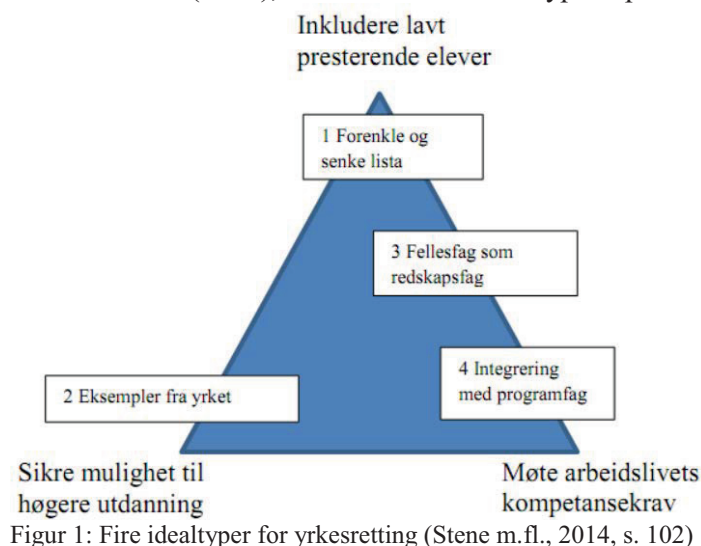 Inkludere lavt
presterende elever
1 Forenkle og
senke lista
3 Fellesfag som
redskapsfag
2 Eksempler fra yrket
4 Integrering
med programfag
Sikre mulighet til
høgere utdanning
Møte arbeidslivets
kompetansekrav
Figur 1: Fire idealtyper for yrkesretting (Stene m.fl., 2014, s. 102)